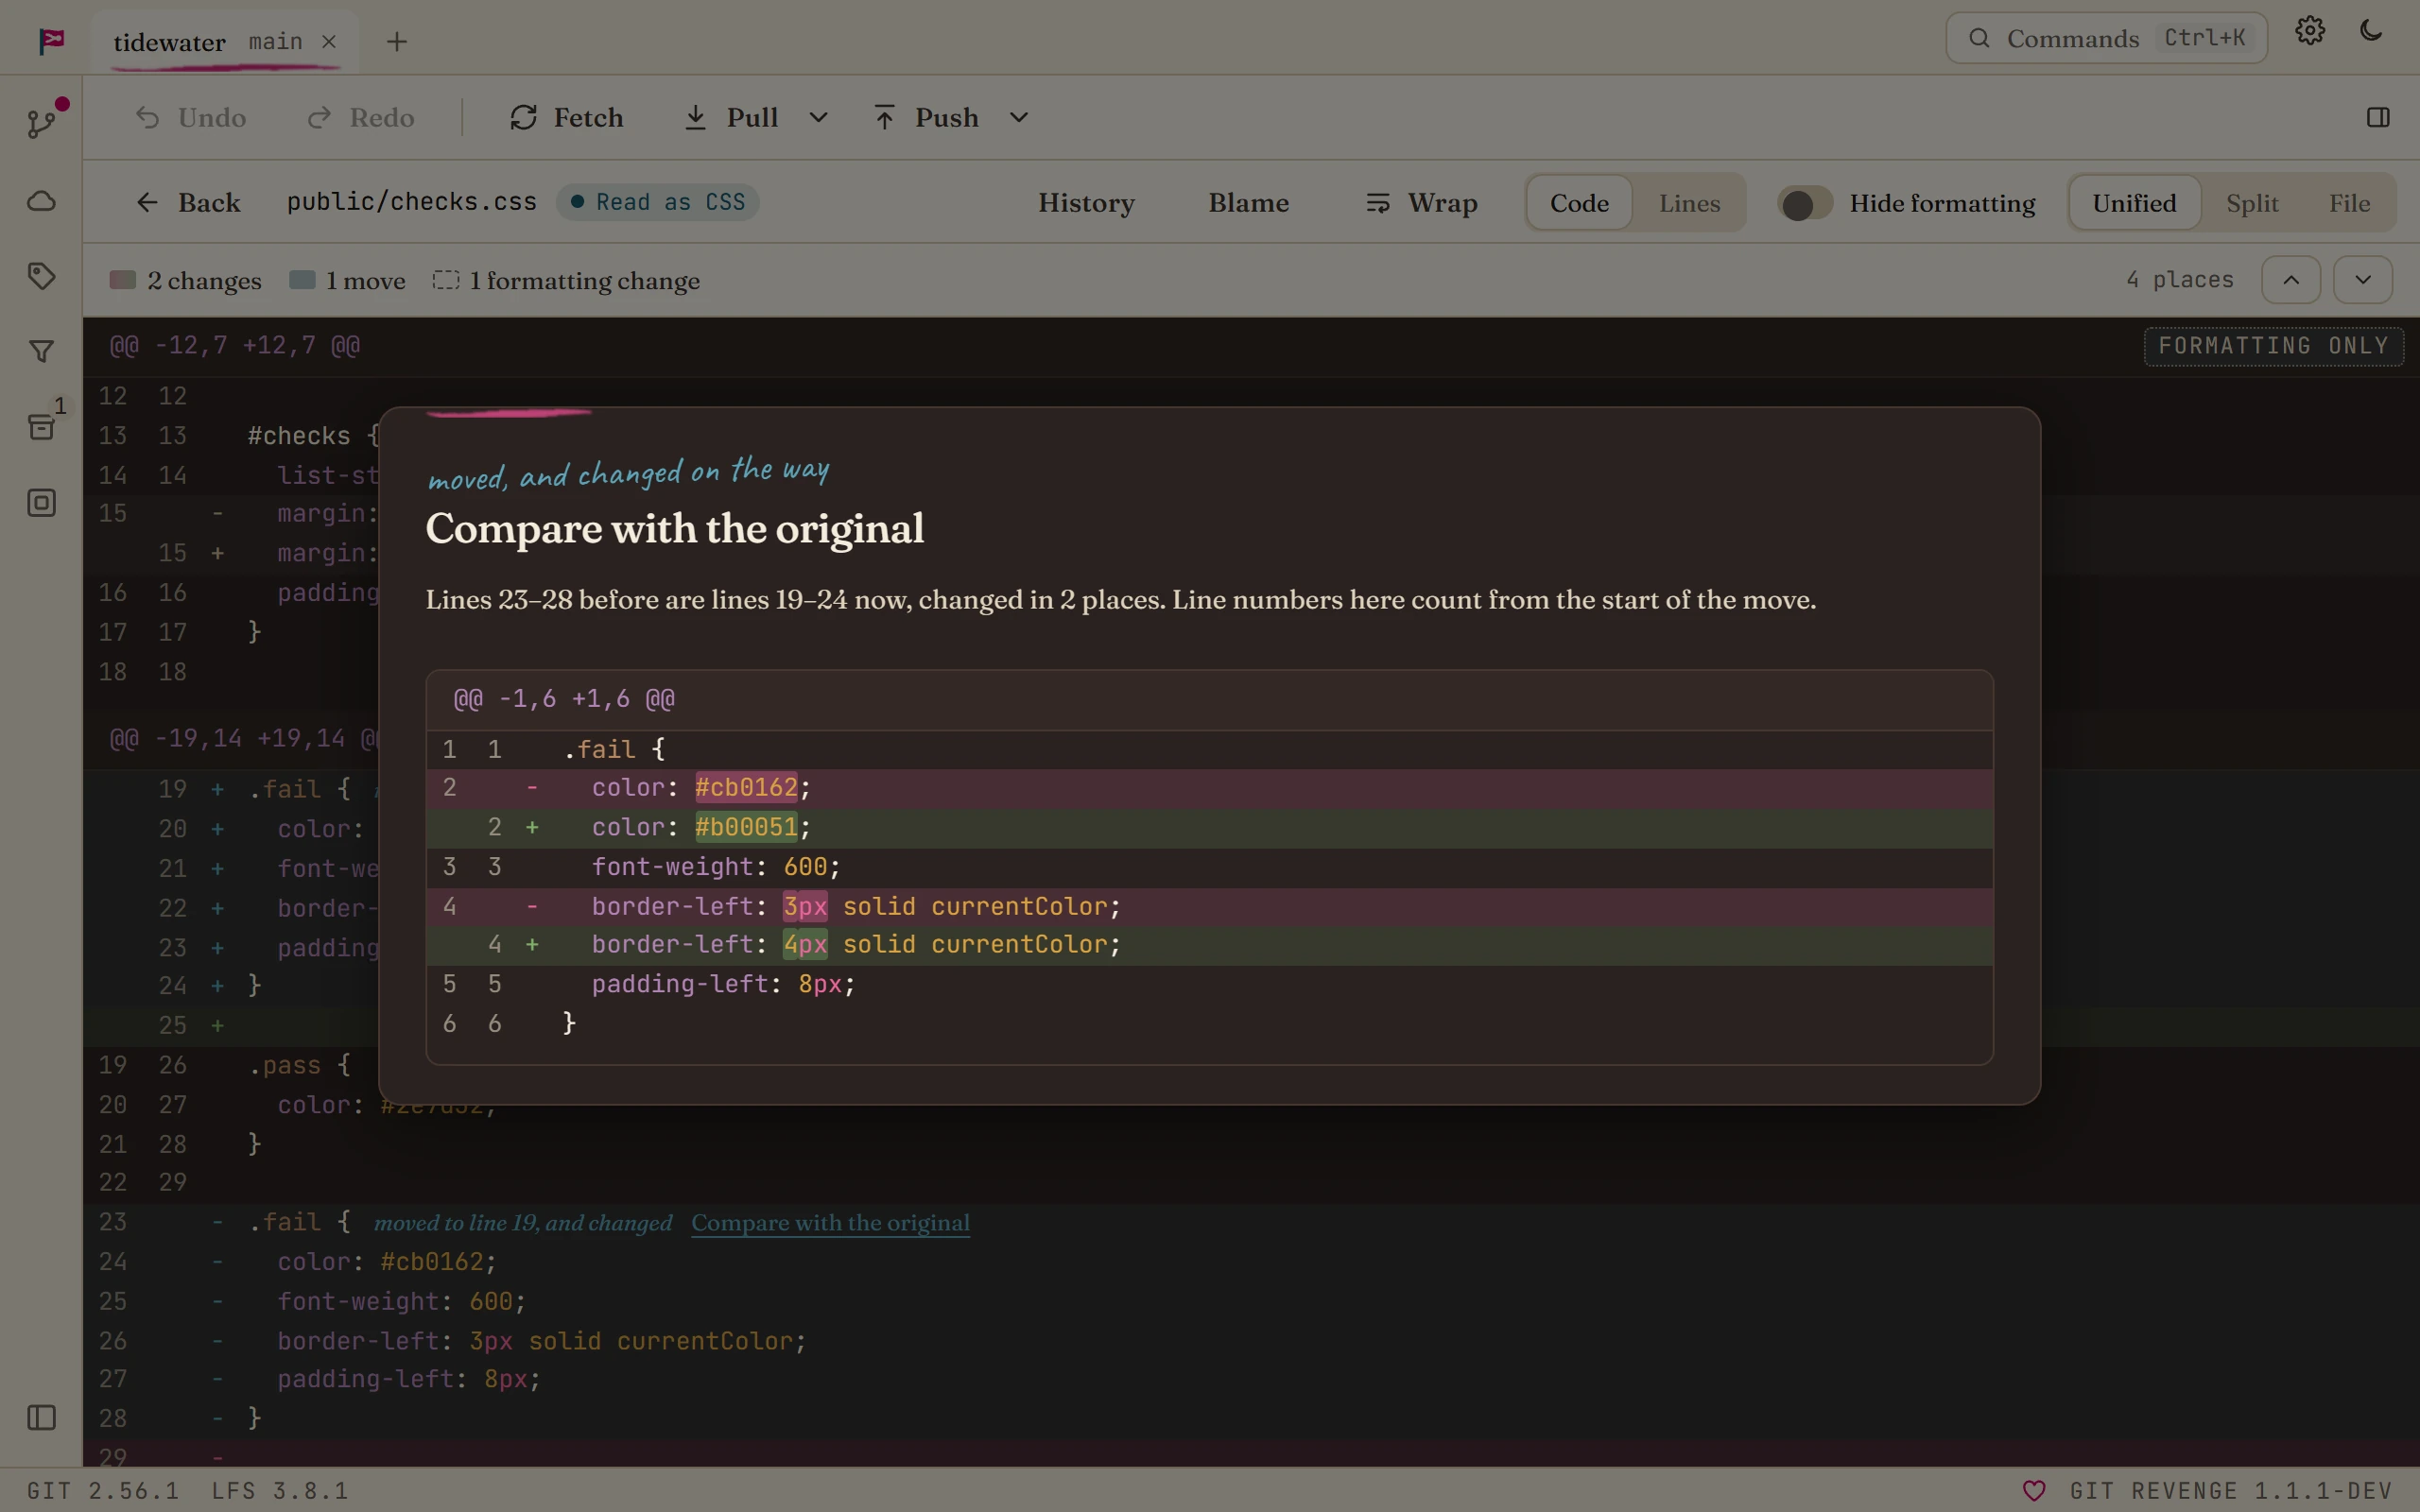 tidewater main
Commands Ctrl+K
Undo Redo Fetch Pull Push
Back public/checks.css Read as CSS History Blame Wrap Code Lines Hide formatting Unified Split File
2 changes 1 move 1 formatting change 4 places
@@ -12,7 +12,7 @@ FORMATTING ONLY
12 12
13 13 #checks {
14 14 list-st
15 - margin:
15 + margin:
16 16 padding
17 17 }
18 18
@@ -19,14 +19,14
19 + .fail {
20 + color:
21 + font-we
22 + border-
23 + padding
24 + }
25 +
19 26 .pass {
20 27 color:
21 28 }
22 29
23 - .fail { moved to line 19, and changed Compare with the original
24 - color: #cb0162;
25 - font-weight: 600;
26 - border-left: 3px solid currentColor;
27 - padding-left: 8px;
28 - }
29 -
1
moved, and changed on the way
Compare with the original
Lines 23–28 before are lines 19–24 now, changed in 2 places. Line numbers here count from the start of the move.
@@ -1,6 +1,6 @@
1 1 .fail {
2 - color: #cb0162;
2 + color: #b00051;
3 3 font-weight: 600;
4 - border-left: 3px solid currentColor;
4 + border-left: 4px solid currentColor;
5 5 padding-left: 8px;
6 6 }
GIT 2.56.1 LFS 3.8.1 GIT REVENGE 1.1.1-DEV